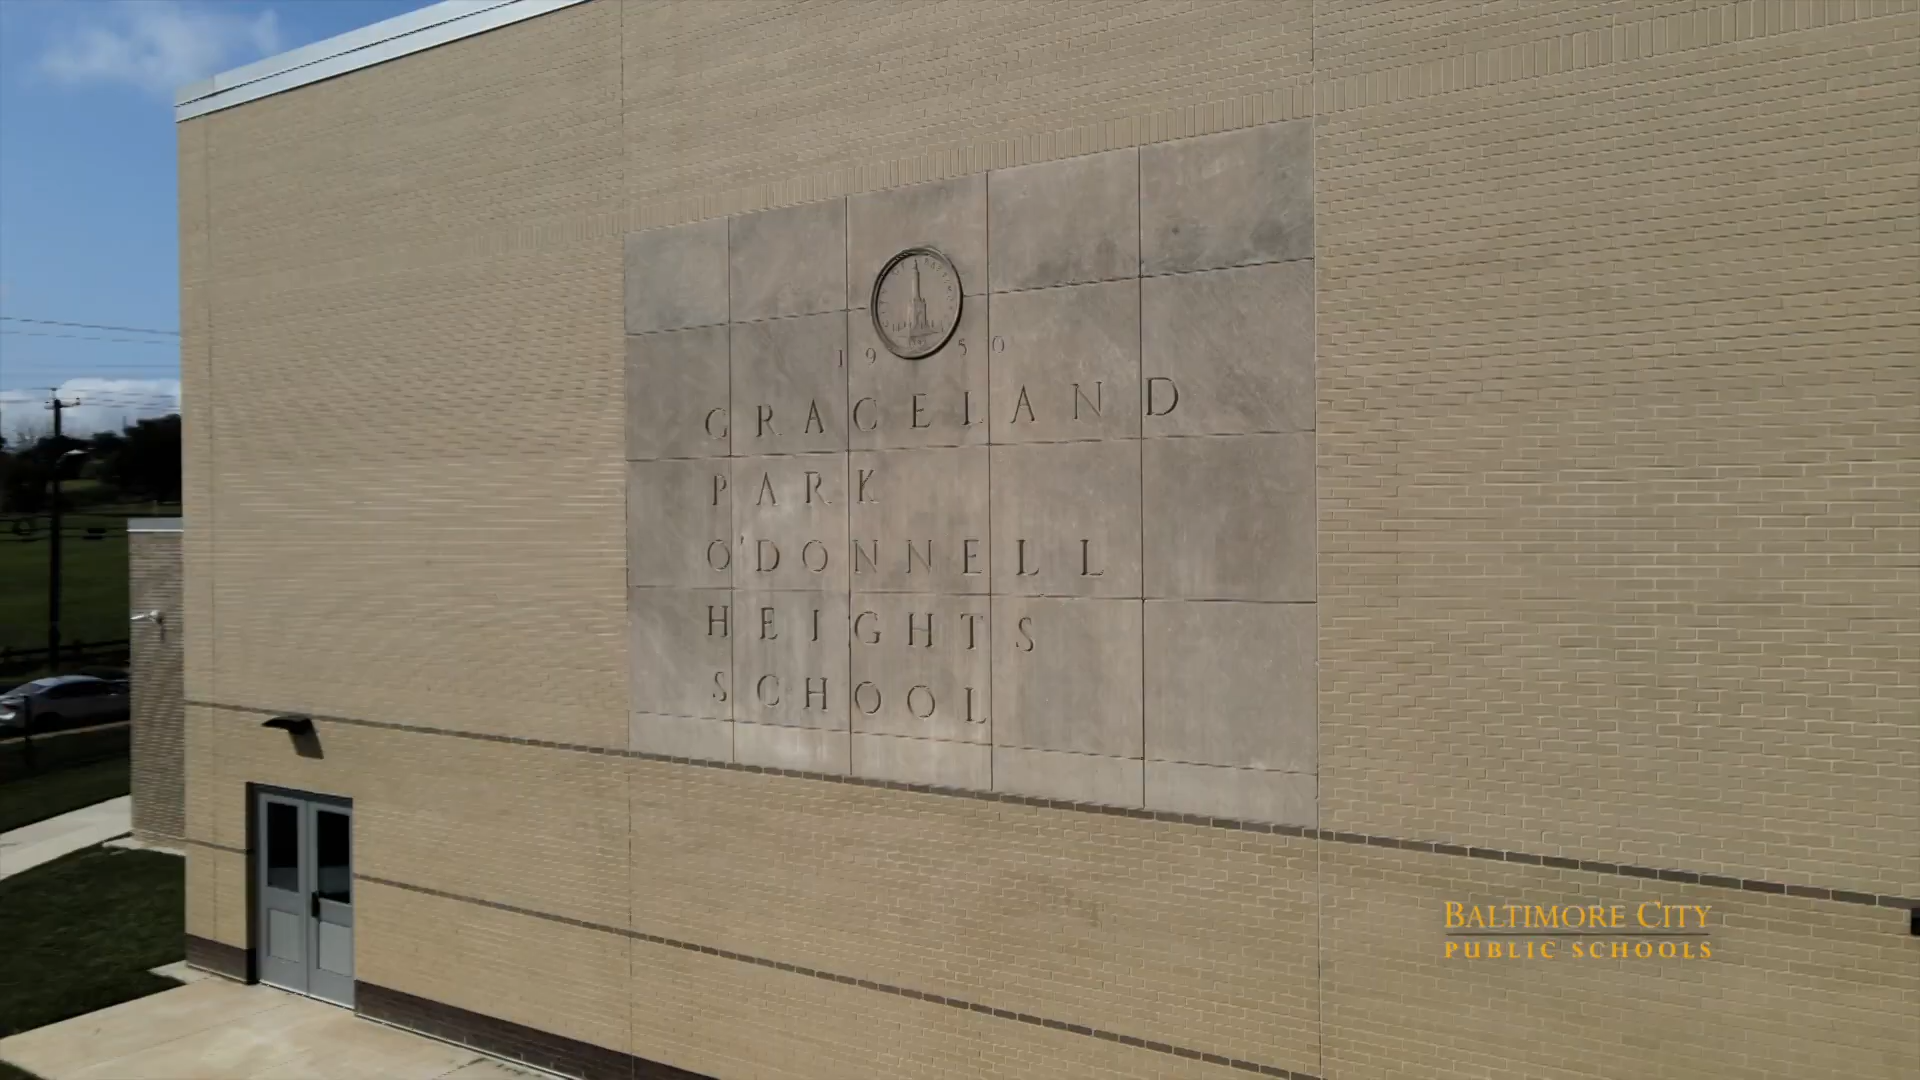 1950
GRACELAND
PARK
O'DONNELL
HEIGHTS
SCHOOL
BALTIMORE CITY
PUBLIC SCHOOLS